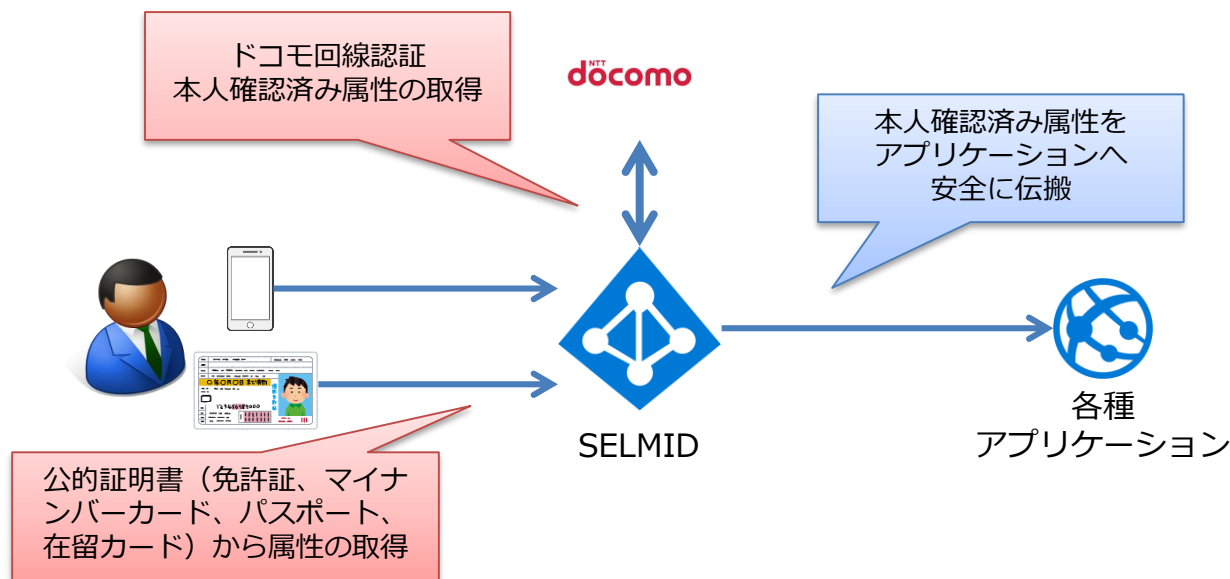 ドコモ回線認証
本人確認済み属性の取得
NTT
döcomo
本人確認済み属性を
アプリケーションへ
安全に伝搬
SELMID
各種
アプリケーション
公的証明書（免許証、マイナ
ンバーカード、パスポート、
在留カード）から属性の取得